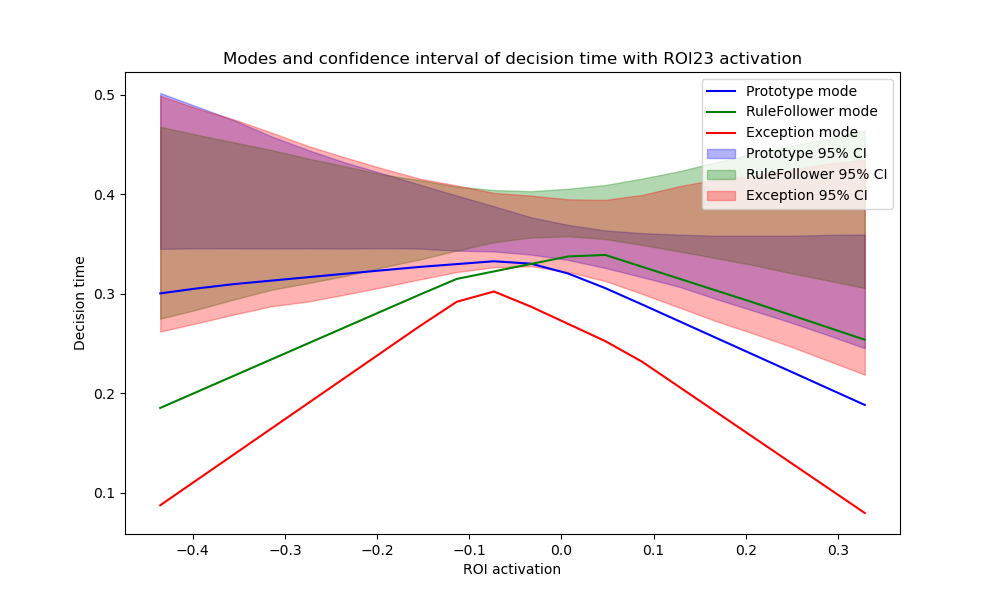 Modes and confidence interval of decision time with ROI23 activation
Prototype mode
RuleFollower mode
Exception mode
Prototype 95% CI
RuleFollower 95% CI
Exception 95% CI
Decision time
0.5
0.4
0.3
0.2
0.1
−0.4 −0.3 −0.2 −0.1 0.0 0.1 0.2 0.3
ROI activation